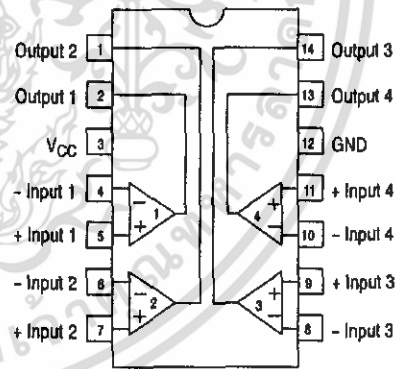 Output 2 1 14 Output 3
Output 1 2 13 Output 4
VCC 3 12 GND
- Input 1 4 11 + Input 4
+ Input 1 5 10 - Input 4
- Input 2 6 9 + Input 3
+ Input 2 7 8 - Input 3
- + 1
+ - 4
- + 2
+ - 3